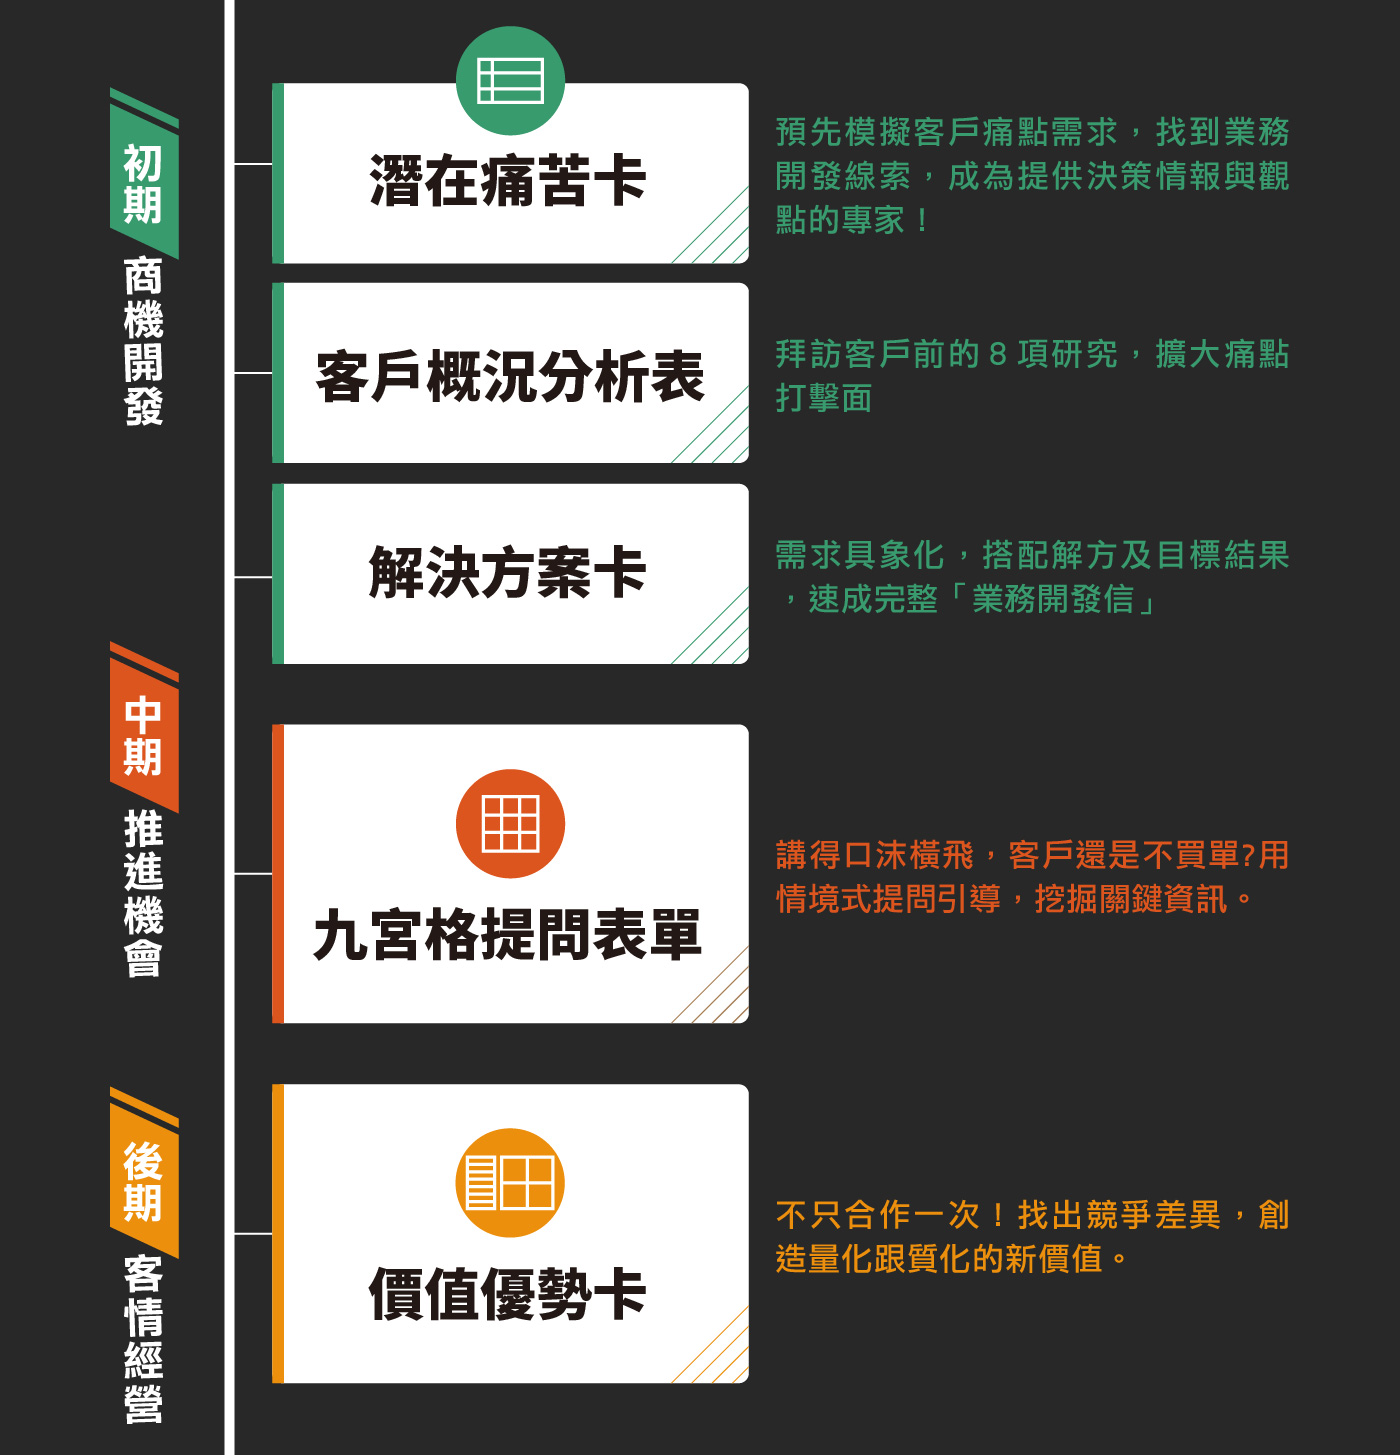 初期
商機開發
潛在痛苦卡
預先模擬客戶痛點需求，找到業務
開發線索，成為提供決策情報與觀
點的專家！
客戶概況分析表
拜訪客戶前的 8 項研究，擴大痛點
打擊面
解決方案卡
需求具象化，搭配解方及目標結果
，速成完整「業務開發信」
中期
推進機會
九宮格提問表單
講得口沫橫飛，客戶還是不買單?用
情境式提問引導，挖掘關鍵資訊。
後期
客情經營
價值優勢卡
不只合作一次！找出競爭差異，創
造量化跟質化的新價值。